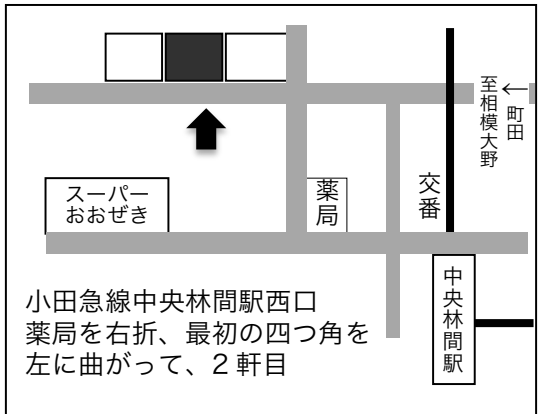 至相模大野
←
町田
スーパー
おおぜき
薬局
交番
中央林間駅
小田急線中央林間駅西口
薬局を右折、最初の四つ角を
左に曲がって、2軒目